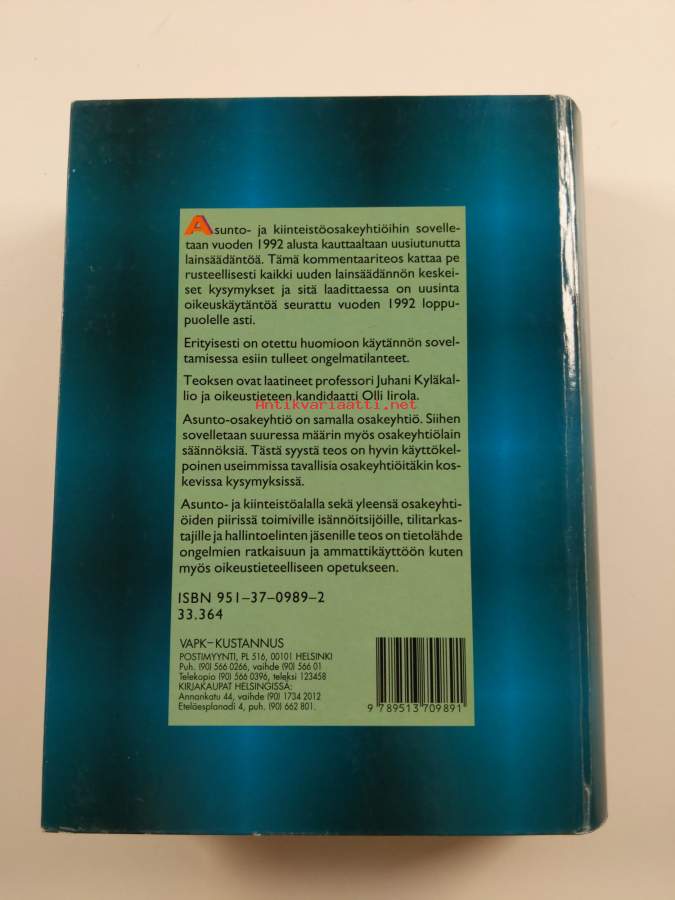 Asunto- ja kiinteistöosakeyhtiöihin sovelle-
taan vuoden 1992 alusta kauttaaltaan uusiutunutta
lainsäädäntöä. Tämä kommentaariteos kattaa pe
rusteellisesti kaikki uuden lainsäädännön keskei-
set kysymykset ja sitä laadittaessa on uusinta
oikeuskäytäntöä seurattu vuoden 1992 loppu-
puolelle asti.
Erityisesti on otettu huomioon käytännön sovel-
tamisessa esiin tulleet ongelmatilanteet.
Teoksen ovat laatineet professori Juhani Kyläkal-
lio ja oikeustieteen kandidaatti Olli Iirola.
Antikvariaatti.net
Asunto-osakeyhtiö on samalla osakeyhtiö. Siihen
sovelletaan suuressa määrin myös osakeyhtiölain
säännöksiä. Tästä syystä teos on hyvin käyttökel-
poinen useimmissa tavallisia osakeyhtiöitäkin kos-
kevissa kysymyksissä.
Asunto- ja kiinteistöalalla sekä yleensä osakeyhti-
öiden piirissä toimiville isännöitsijöille, tilitarkas-
tajille ja hallintoelinten jäsenille teos on tietolähde
ongelmien ratkaisuun ja ammattikäyttöön kuten
myös oikeustieteelliseen opetukseen.
ISBN 951-37-0989-2
33.364
VAPK-KUSTANNUS
POSTIMYYNTI, PL 516, 00101 HELSINKI
Puh. (90) 566 0266, vaihde (90) 566 01
Telekopio (90) 566 0396, teleksi 123458
KIRJAKAUPAT HELSINGISSÄ:
Annankatu 44, vaihde (90) 1734 2012
Eteläesplanadi 4, puh. (90) 662 801.
9 789513 709891